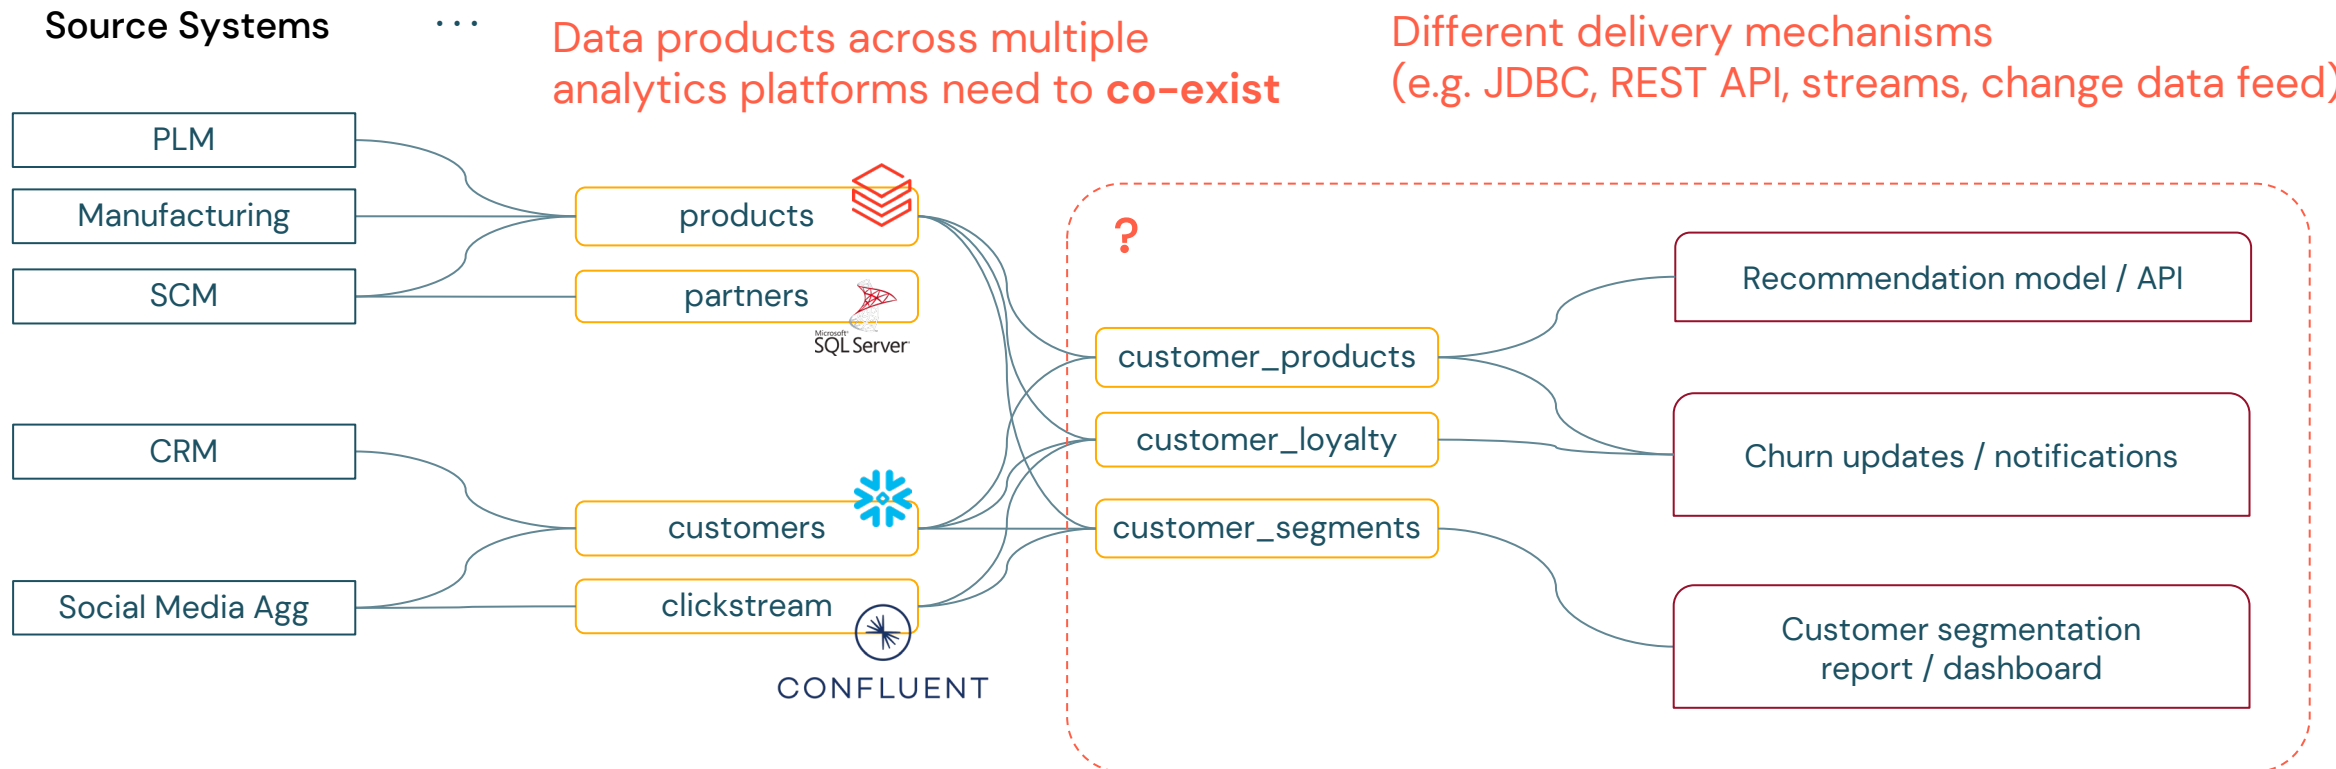 Source Systems
...
Data products across multiple
analytics platforms need to co-exist
Different delivery mechanisms
(e.g. JDBC, REST API, streams, change data feed)
PLM
Manufacturing
SCM
CRM
Social Media Agg
products
partners
Microsoft
SQL Server
customers
clickstream
CONFLUENT
?
customer_products
customer_loyalty
customer_segments
Recommendation model / API
Churn updates / notifications
Customer segmentation
report / dashboard